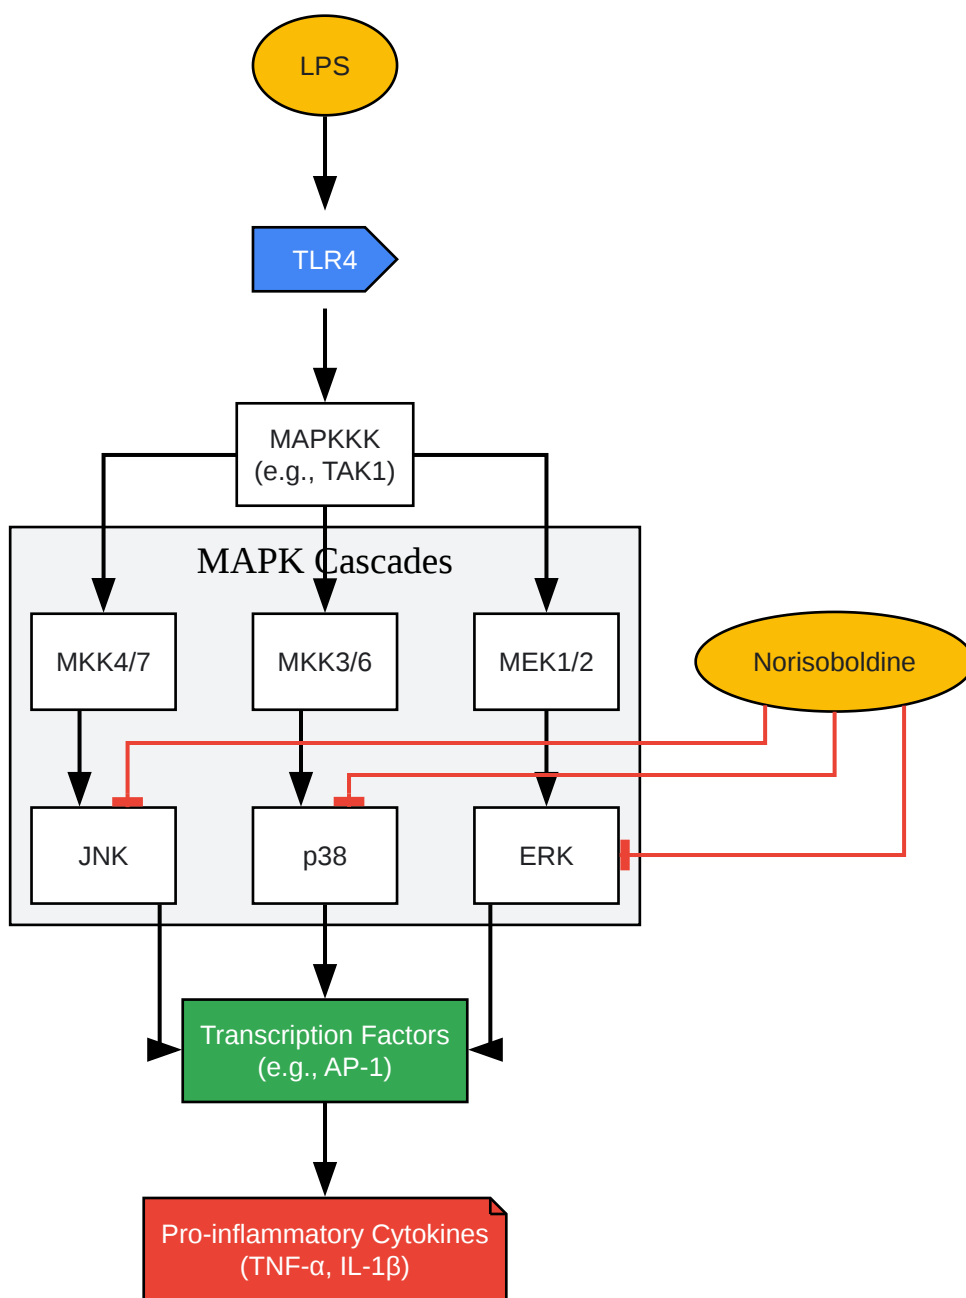 LPS
TLR4
MAPKKK
(e.g., TAK1)
MAPK Cascades
MKK4/7
MKK3/6
MEK1/2
Norisoboldine
JNK
p38
ERK
Transcription Factors
(e.g., AP-1)
Pro-inflammatory Cytokines
(TNF-α, IL-1β)